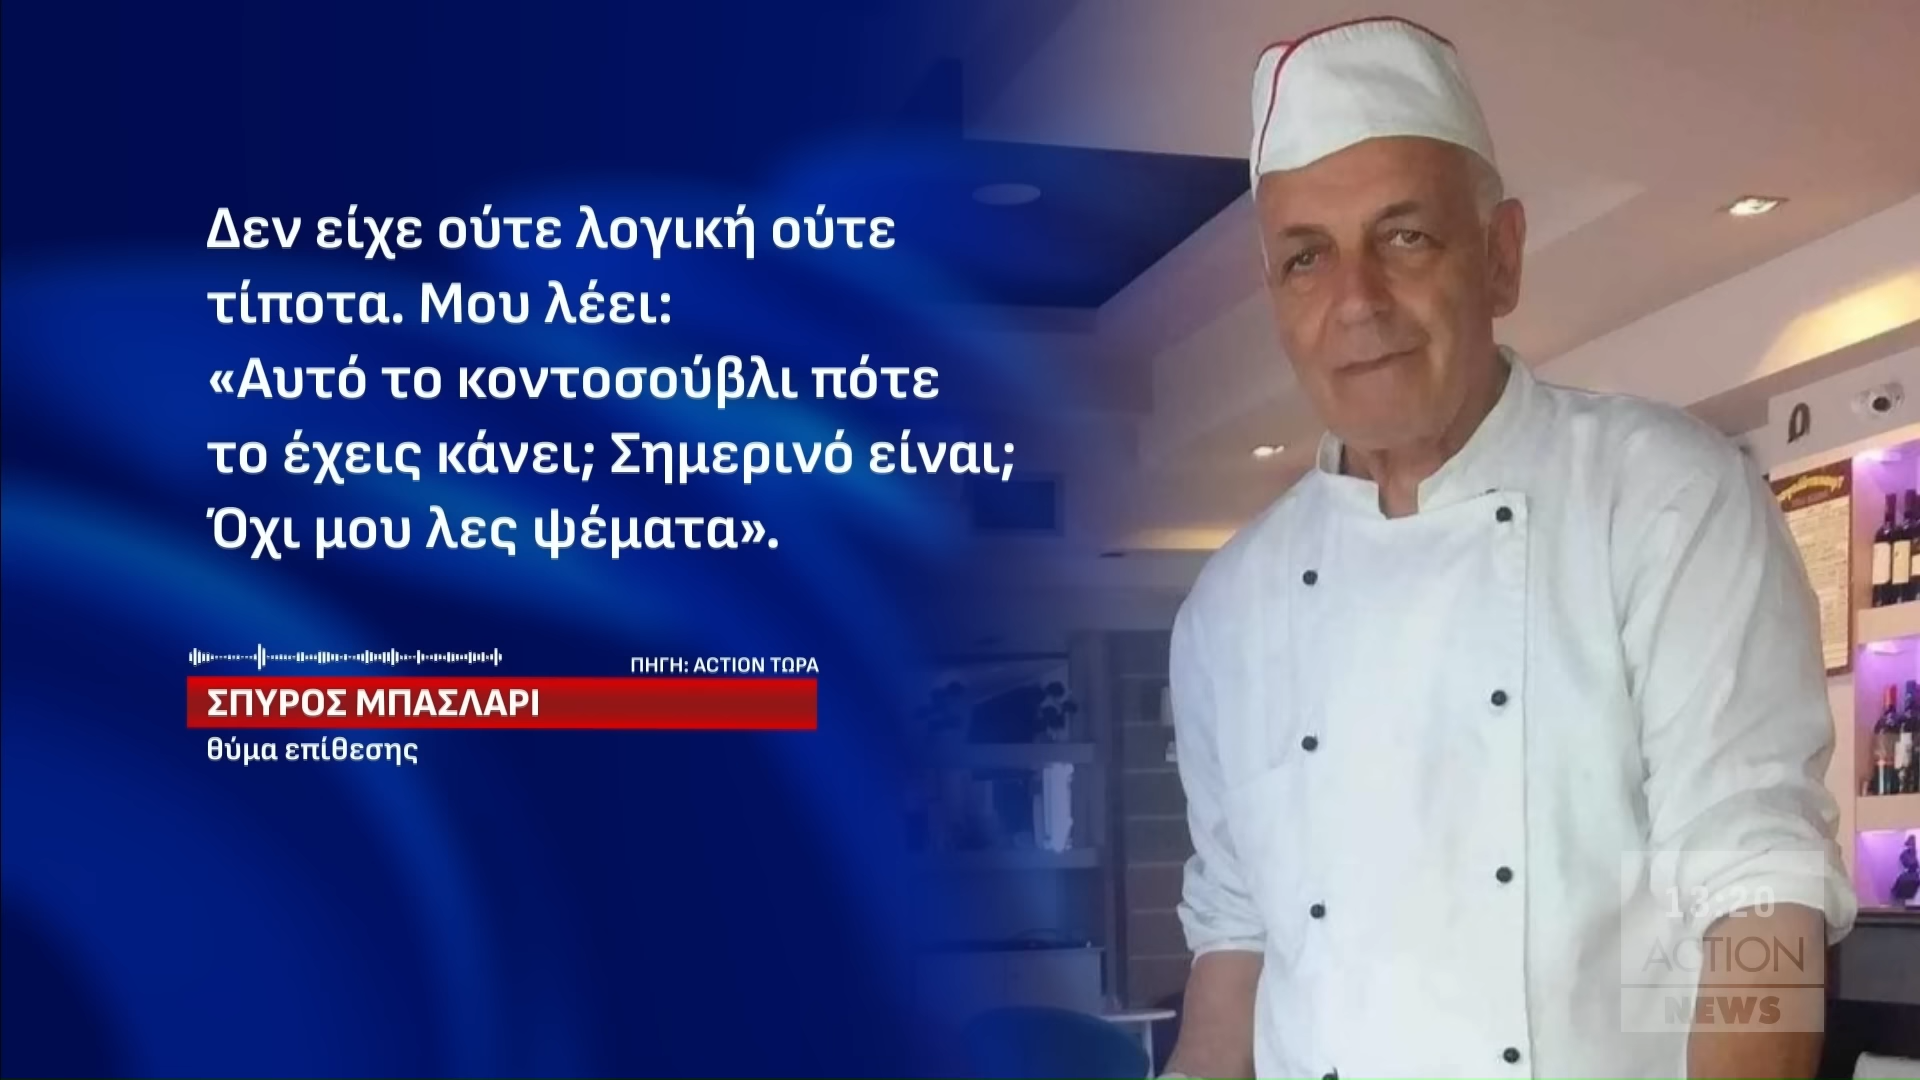 Δεν είχε ούτε λογική ούτε
τίποτα. Μου λέει:
«Αυτό το κοντοσούβλι πότε
το έχεις κάνει; Σημερινό είναι;
Όχι μου λες ψέματα».
ΠΗΓΗ: ACTION ΤΩΡΑ
ΣΠΥΡΟΣ ΜΠΑΣΛΑΡΙ
θύμα επίθεσης
13:20
ACTION
NEWS